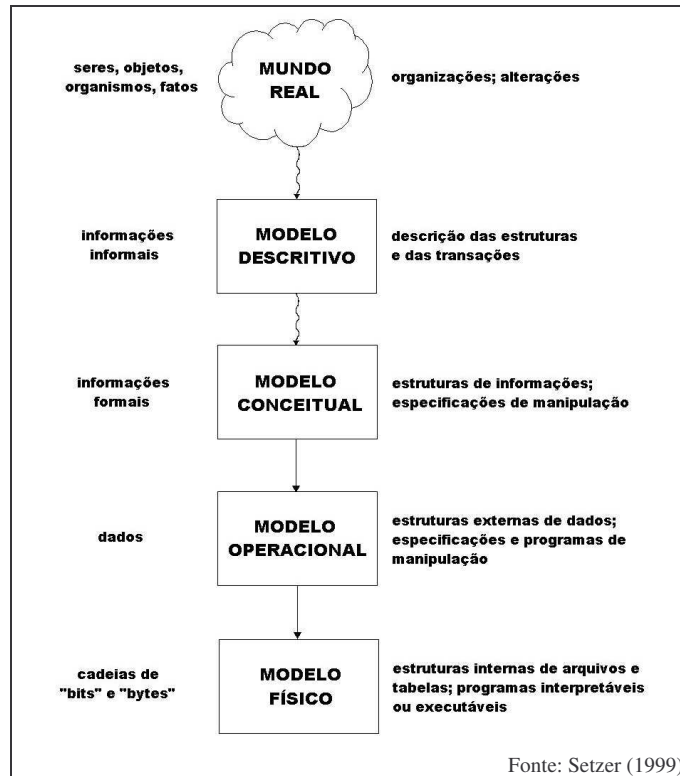 seres, objetos,
organismos, fatos
MUNDO
REAL
organizações; alterações
informações
informais
MODELO
DESCRITIVO
descrição das estruturas
e das transações
informações
formais
MODELO
CONCEITUAL
estruturas de informações;
especificações de manipulação
dados
MODELO
OPERACIONAL
estruturas externas de dados;
especificações e programas de
manipulação
cadeias de
"bits" e "bytes"
MODELO
FÍSICO
estruturas internas de arquivos e
tabelas; programas interpretáveis
ou executáveis
Fonte: Setzer (1999)